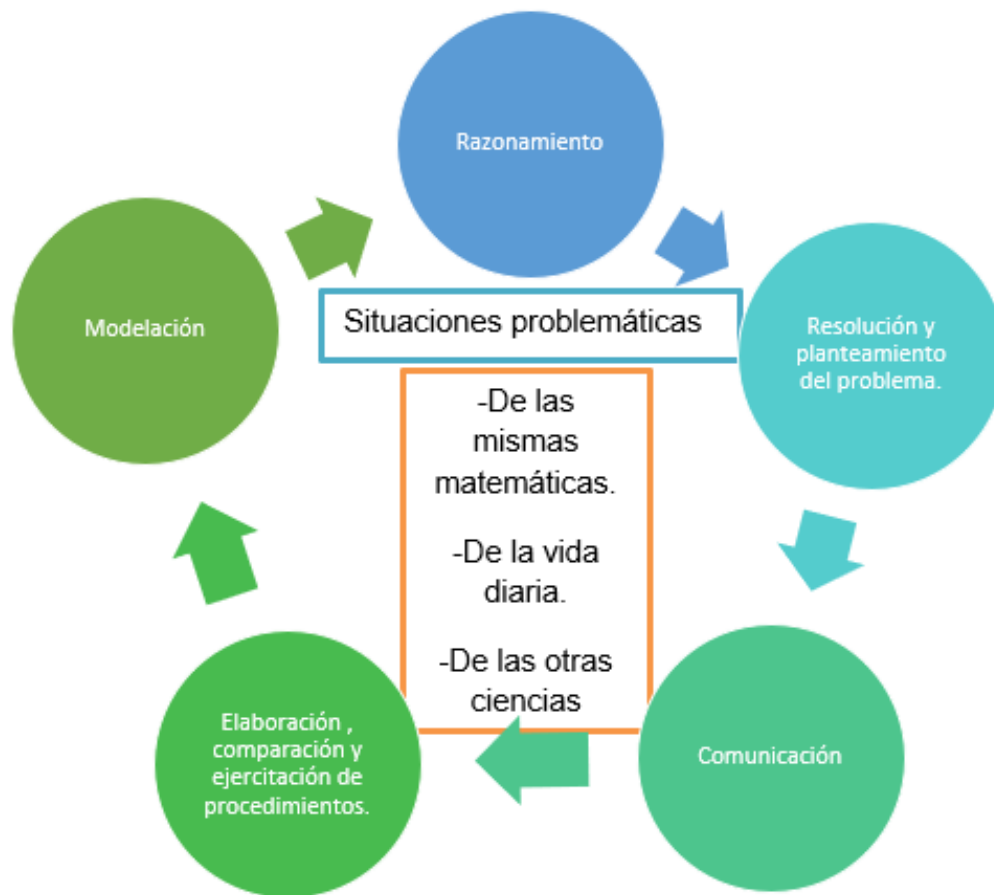 Razonamiento
Situaciones problemáticas
Resolución y
planteamiento
del problema.
Modelación
-De las
mismas
matemáticas.
-De la vida
diaria.
-De las otras
ciencias
Comunicación
Elaboración ,
comparación y
ejercitación de
procedimientos.